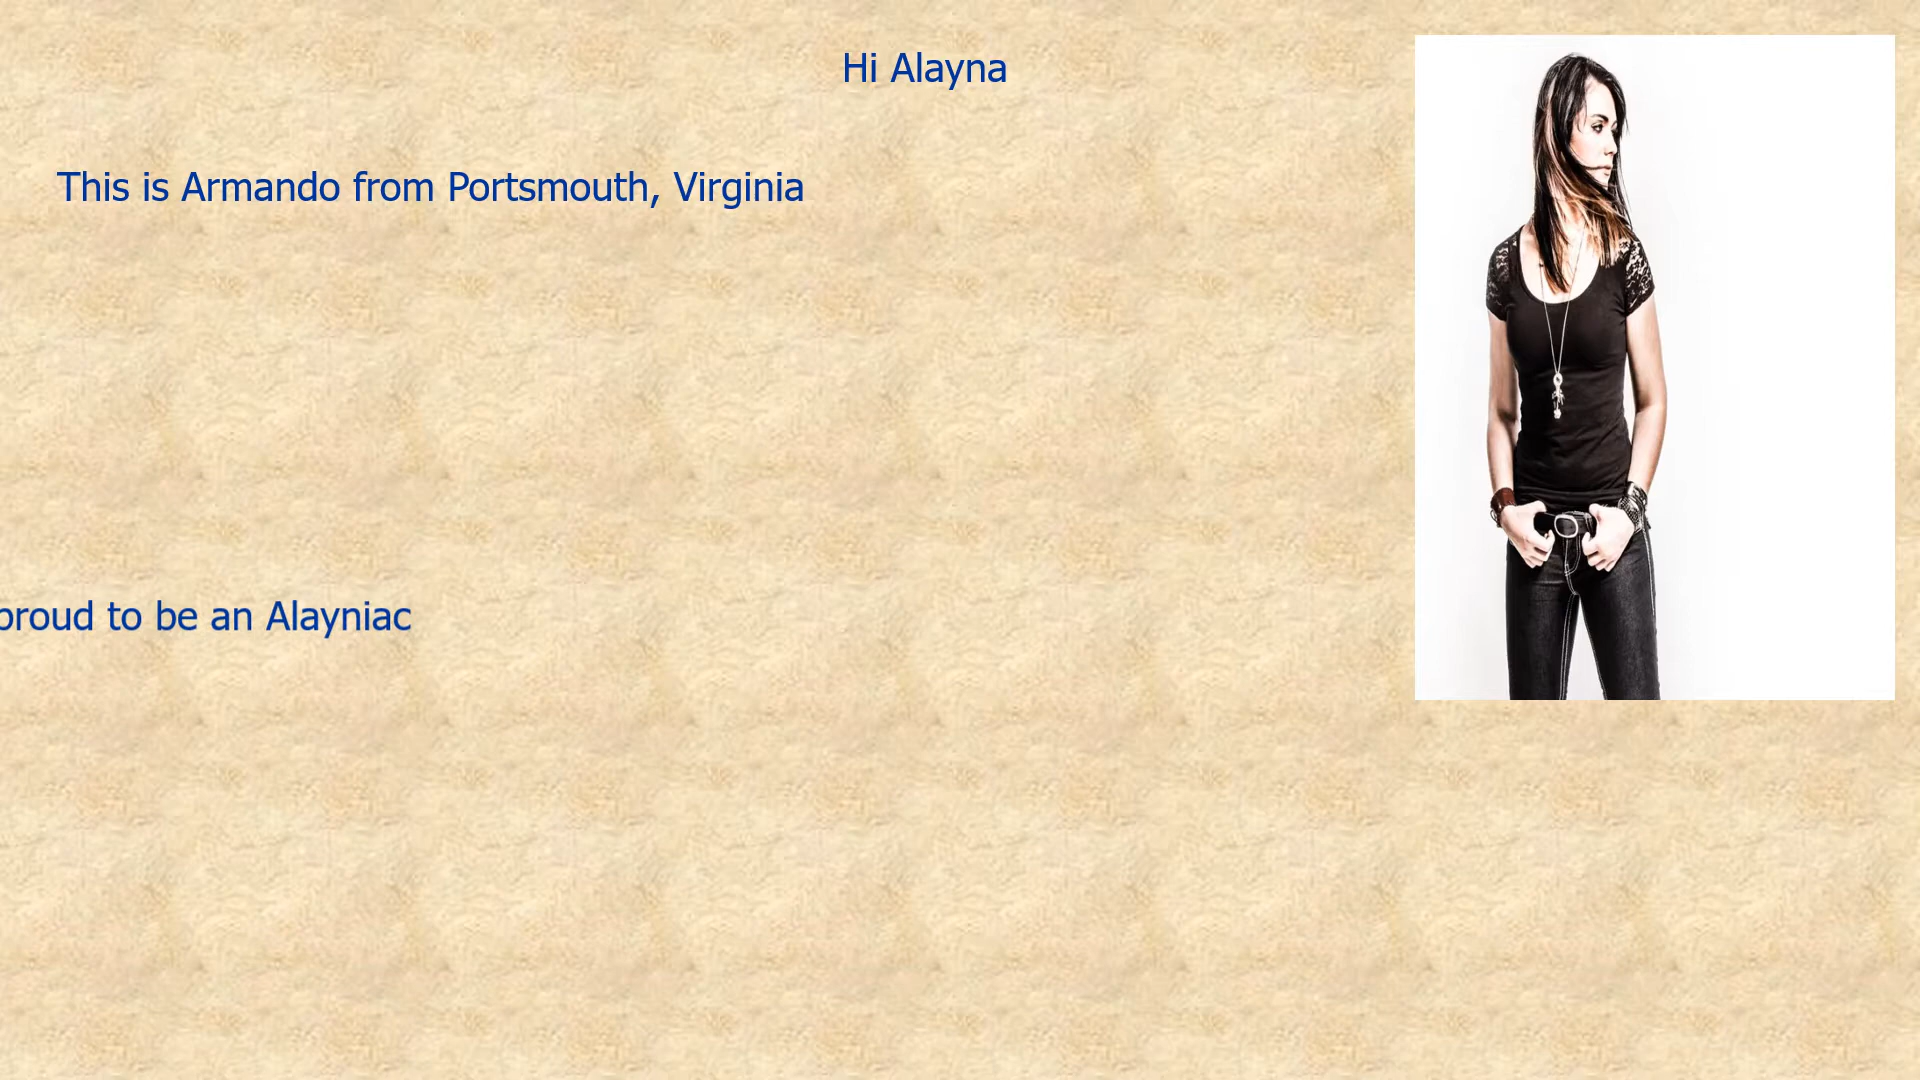 Hi Alayna
This is Armando from Portsmouth, Virginia
proud to be an Alayniac